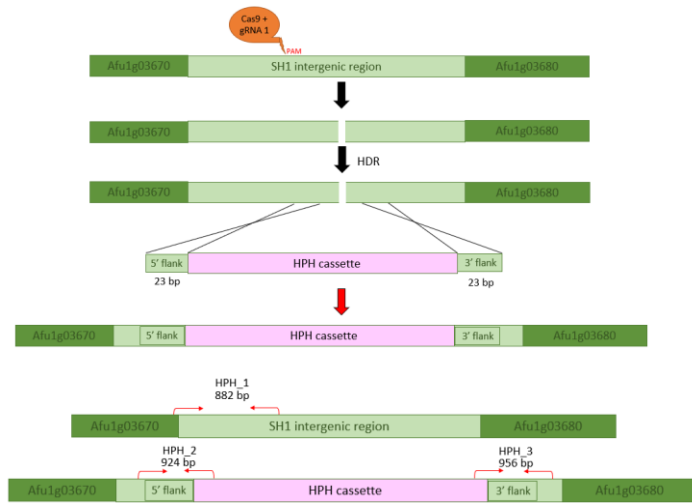 Cas9 +
gRNA 1
PAM
Afu1g03670 SH1 intergenic region Afu1g03680
Afu1g03670 Afu1g03680
HDR
Afu1g03670 Afu1g03680
5' flank HPH cassette 3' flank
23 bp 23 bp
Afu1g03670 5' flank HPH cassette 3' flank Afu1g03680
HPH_1
882 bp
Afu1g03670 SH1 intergenic region Afu1g03680
HPH_2 HPH_3
924 bp 956 bp
Afu1g03670 5' flank HPH cassette 3' flank Afu1g03680